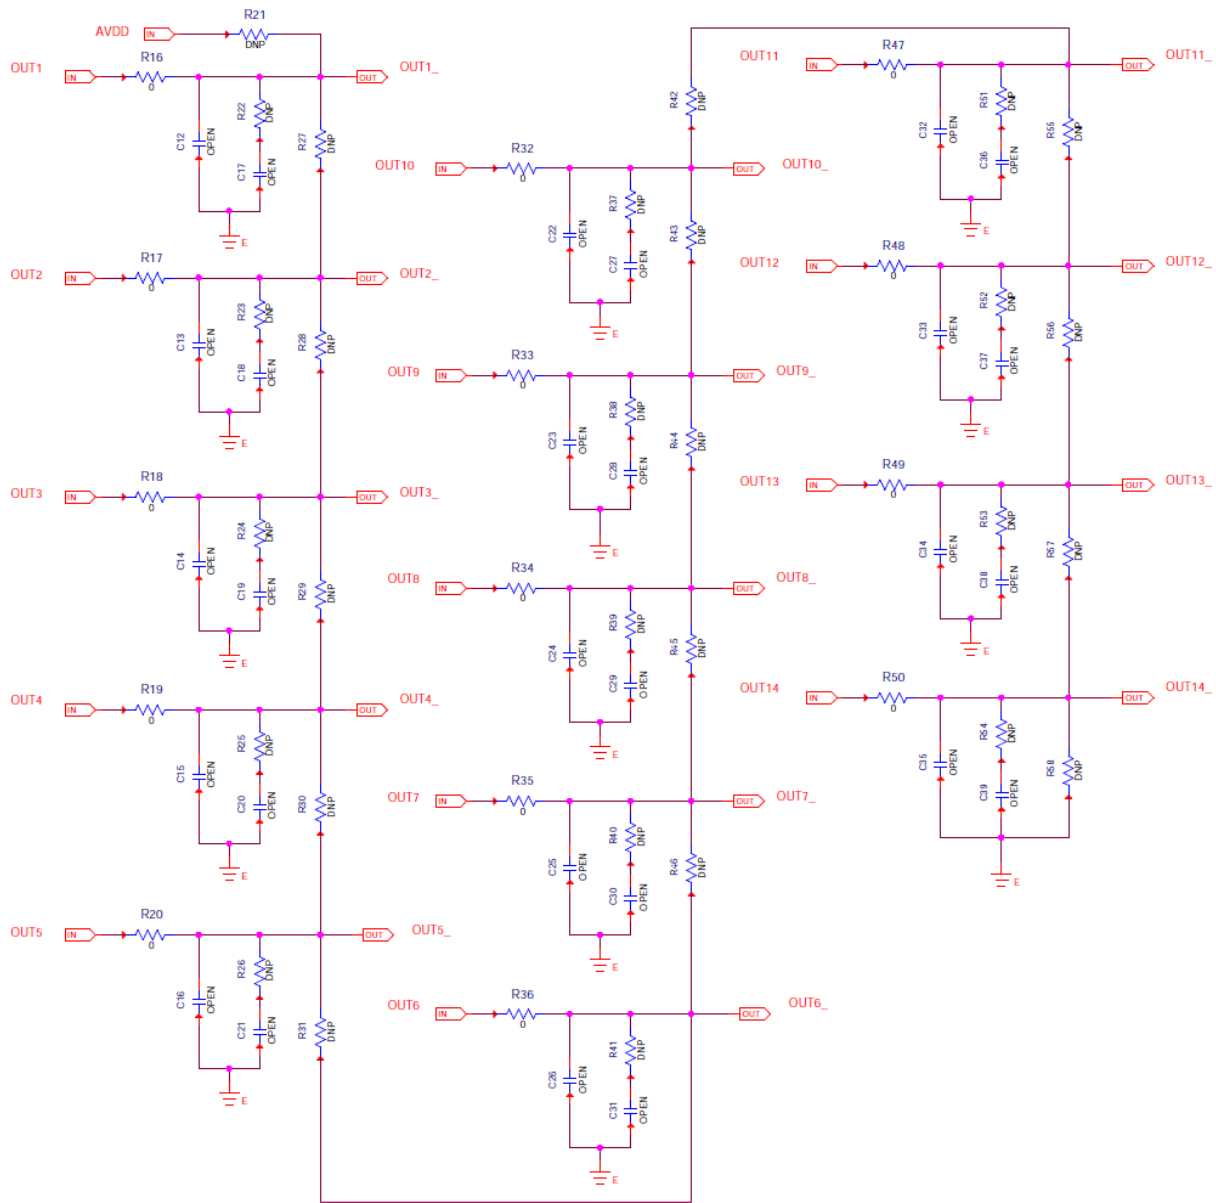 AVDD
IN
R21
DNP
OUT1
IN
R16
0
C12
OPEN
R22
DNP
C17
OPEN
R27
DNP
OUT
OUT1_
E
OUT2
IN
R17
0
C13
OPEN
R23
DNP
C18
OPEN
R28
DNP
OUT
OUT2_
E
OUT3
IN
R18
0
C14
OPEN
R24
DNP
C19
OPEN
R29
DNP
OUT
OUT3_
E
OUT4
IN
R19
0
C15
OPEN
R25
DNP
C20
OPEN
R30
DNP
OUT
OUT4_
E
OUT5
IN
R20
0
C16
OPEN
R26
DNP
C21
OPEN
R31
DNP
OUT
OUT5_
E
R42
DNP
OUT10
IN
R32
0
C22
OPEN
R37
DNP
C27
OPEN
R43
DNP
OUT
OUT10_
E
OUT9
IN
R33
0
C23
OPEN
R38
DNP
C28
OPEN
R44
DNP
OUT
OUT9_
E
OUT8
IN
R34
0
C24
OPEN
R39
DNP
C29
OPEN
R45
DNP
OUT
OUT8_
E
OUT7
IN
R35
0
C25
OPEN
R40
DNP
C30
OPEN
R46
DNP
OUT
OUT7_
E
OUT6
IN
R36
0
C26
OPEN
R41
DNP
C31
OPEN
OUT
OUT6_
E
OUT11
IN
R47
0
C32
OPEN
R51
DNP
C36
OPEN
R55
DNP
OUT
OUT11_
E
OUT12
IN
R48
0
C33
OPEN
R52
DNP
C37
OPEN
R56
DNP
OUT
OUT12_
E
OUT13
IN
R49
0
C34
OPEN
R53
DNP
C38
OPEN
R57
DNP
OUT
OUT13_
E
OUT14
IN
R50
0
C35
OPEN
R54
DNP
C39
OPEN
R58
DNP
OUT
OUT14_
E